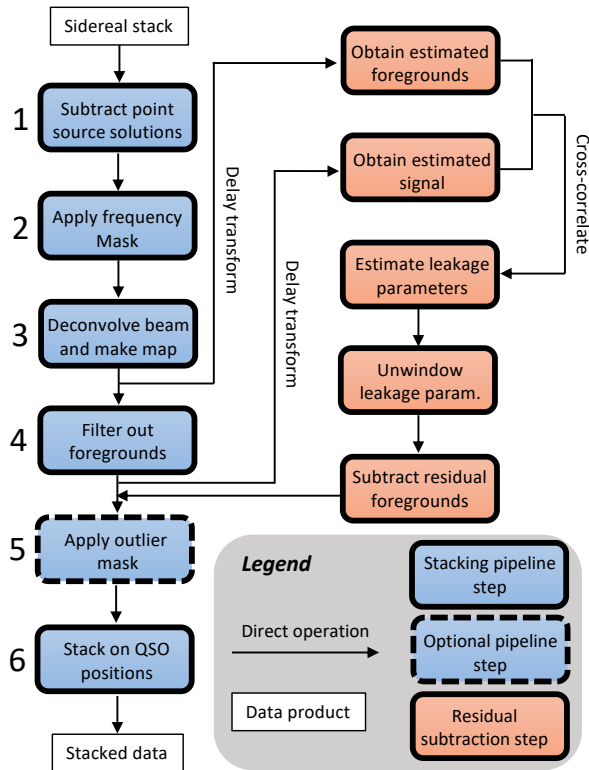 Sidereal stack
1
Subtract point
source solutions
2
Apply frequency
Mask
3
Deconvolve beam
and make map
4
Filter out
foregrounds
5
Apply outlier
mask
6
Stack on QSO
positions
Stacked data
Delay transform
Delay transform
Obtain estimated
foregrounds
Obtain estimated
signal
Cross-correlate
Estimate leakage
parameters
Unwindow
leakage param.
Subtract residual
foregrounds
Legend
Direct operation
Data product
Stacking pipeline
step
Optional pipeline
step
Residual
subtraction step